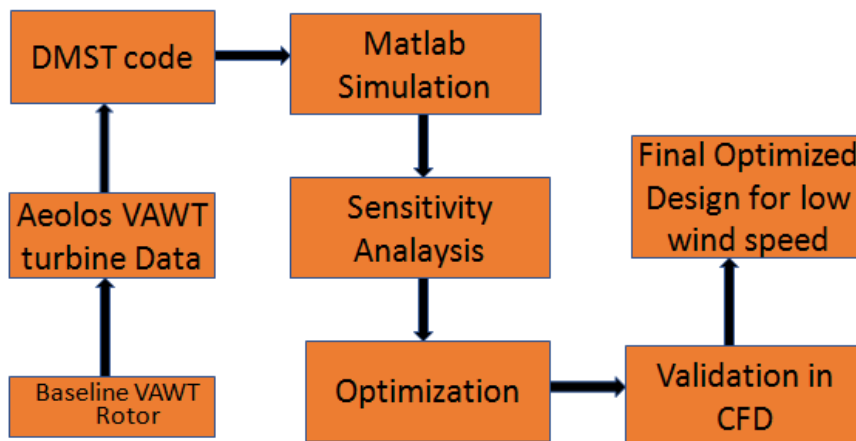 DMST code
Matlab
Simulation
Final Optimized
Design for low
wind speed
Aeolos VAWT
turbine Data
Sensitivity
Analaysis
Baseline VAWT
Rotor
Optimization
Validation in
CFD